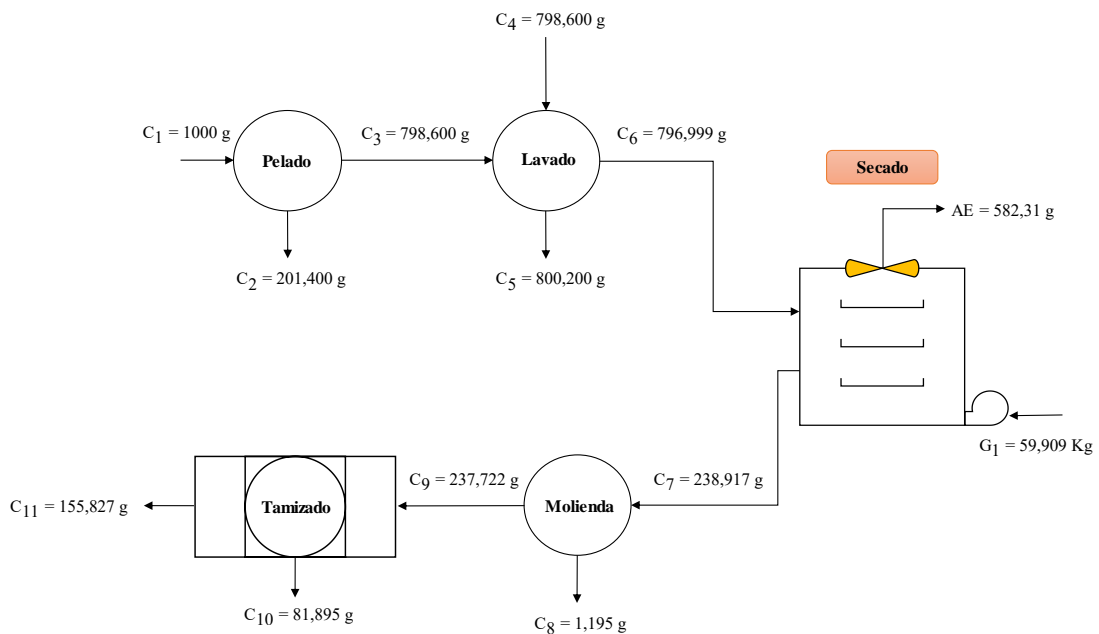 C4 = 798,600 g
C1 = 1000 g
Pelado
C3 = 798,600 g
Lavado
C6 = 796,999 g
Secado
AE = 582,31 g
C2 = 201,400 g
C5 = 800,200 g
G1 = 59,909 Kg
C11 = 155,827 g
Tamizado
C9 = 237,722 g
Molienda
C7 = 238,917 g
C10 = 81,895 g
C8 = 1,195 g